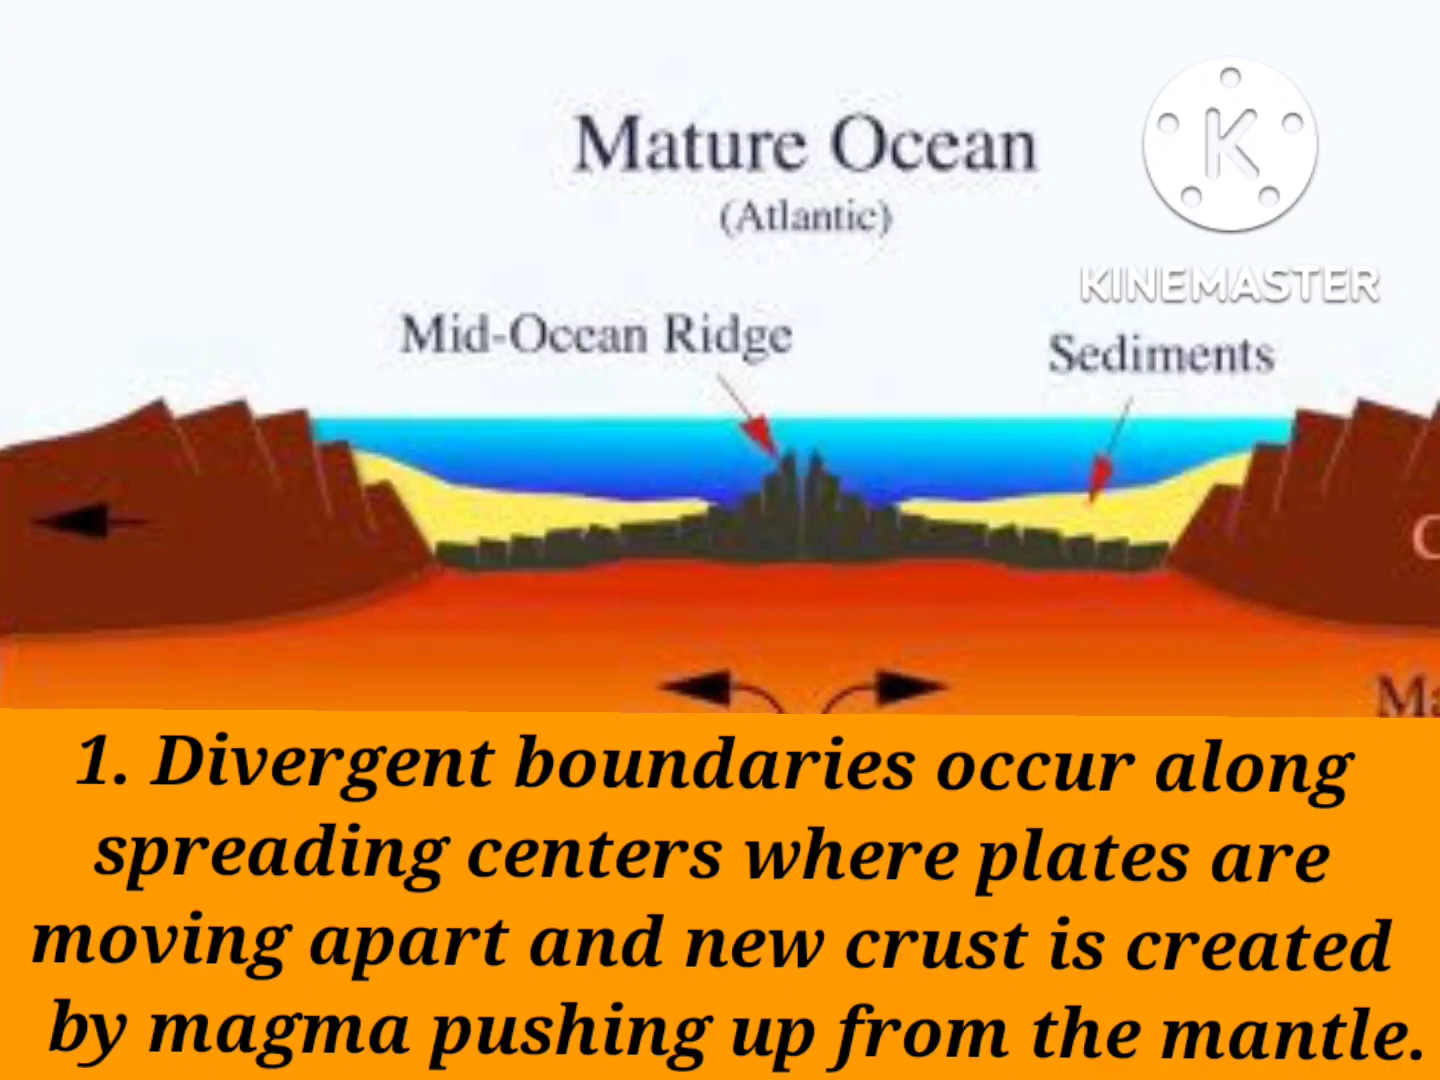 Mature Ocean
(Atlantic)
K
KINEMASTER
Mid-Ocean Ridge
Sediments
1. Divergent boundaries occur along
spreading centers where plates are
moving apart and new crust is created
by magma pushing up from the mantle.